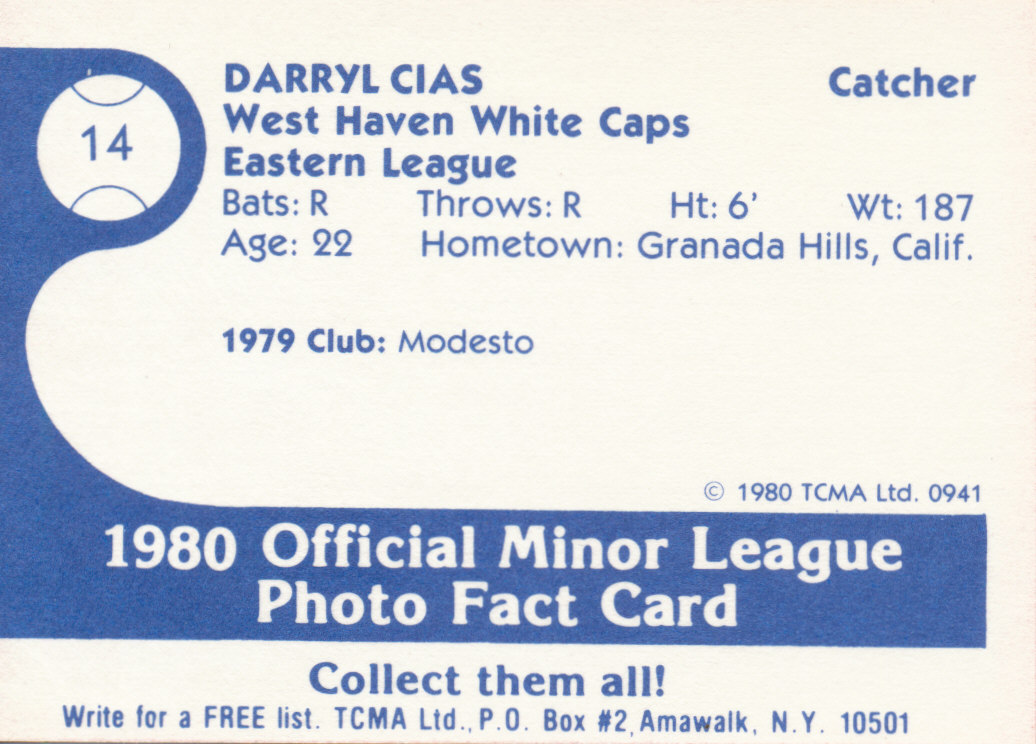 14
DARRYL CIAS Catcher
West Haven White Caps
Eastern League
Bats: R Throws: R Ht: 6' Wt: 187
Age: 22 Hometown: Granada Hills, Calif.
1979 Club: Modesto
© 1980 TCMA Ltd. 0941
1980 Official Minor League
Photo Fact Card
Collect them all!
Write for a FREE list. TCMA Ltd., P.O. Box #2, Amawalk, N.Y. 10501